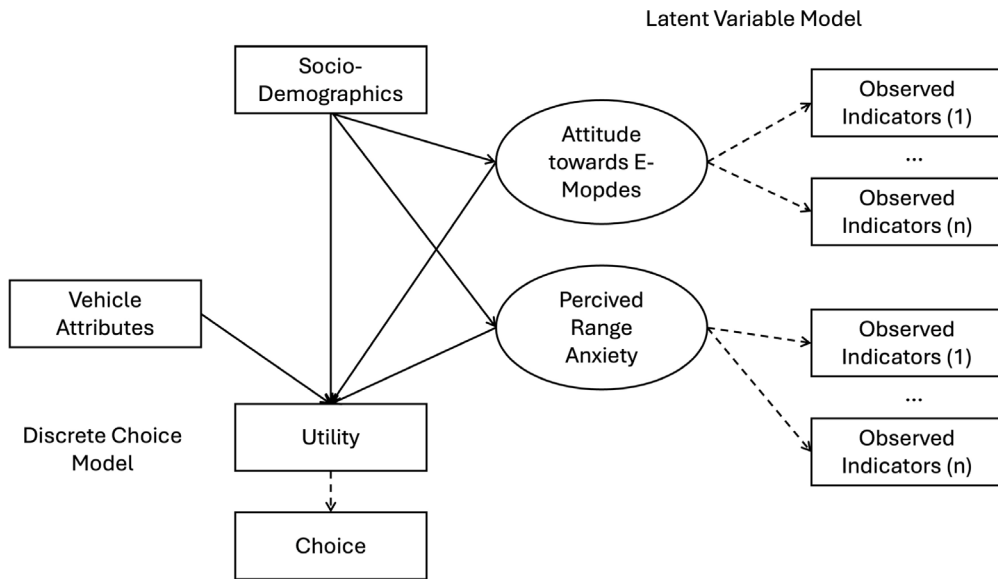 Latent Variable Model
Socio-
Demographics
Attitude
towards E-
Mopdes
Observed
Indicators (1)
...
Observed
Indicators (n)
Vehicle
Attributes
Percived
Range
Anxiety
Observed
Indicators (1)
...
Observed
Indicators (n)
Discrete Choice
Model
Utility
Choice